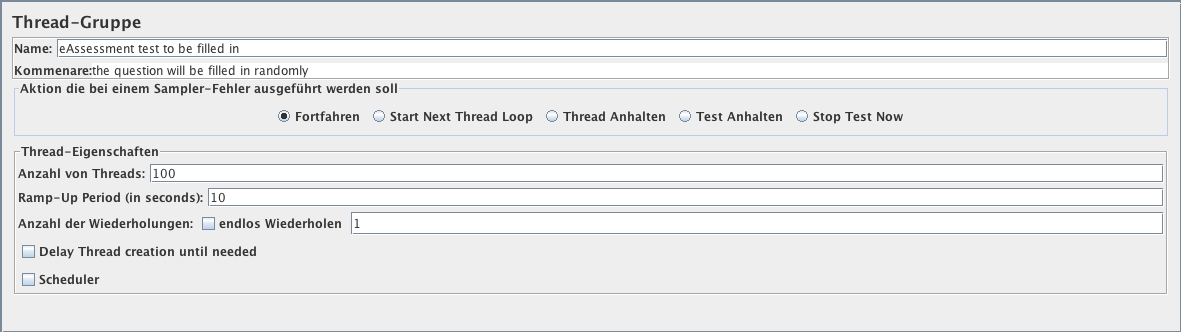 Thread-Gruppe
Name: eAssessment test to be filled in
Kommenare:the question will be filled in randomly
Aktion die bei einem Sampler-Fehler ausgeführt werden soll
Fortfahren Start Next Thread Loop Thread Anhalten Test Anhalten Stop Test Now
Thread-Eigenschaften
Anzahl von Threads: 100
Ramp-Up Period (in seconds): 10
Anzahl der Wiederholungen: endlos Wiederholen 1
Delay Thread creation until needed
Scheduler